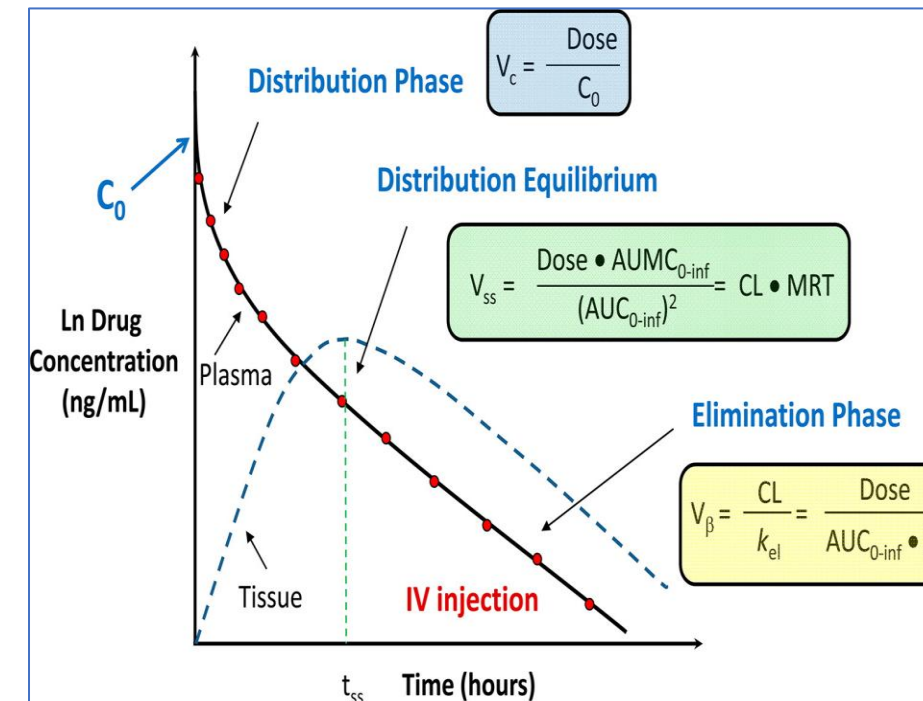 Distribution Phase
V_c = Dose / C_0
C_0
Distribution Equilibrium
V_ss = Dose • AUMC_0-inf / (AUC_0-inf)^2 = CL • MRT
Ln Drug
Concentration
(ng/mL)
Plasma
Elimination Phase
V_β = CL / k_el = Dose / AUC_0-inf •
Tissue
IV injection
t_ss Time (hours)